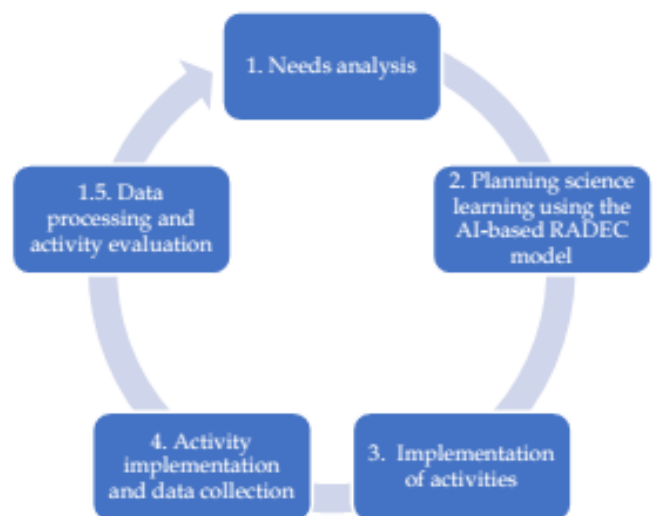 1. Needs analysis
2. Planning science
learning using the
AI-based RADEC
model
3. Implementation
of activities
4. Activity
implementation
and data collection
1.5. Data
processing and
activity evaluation